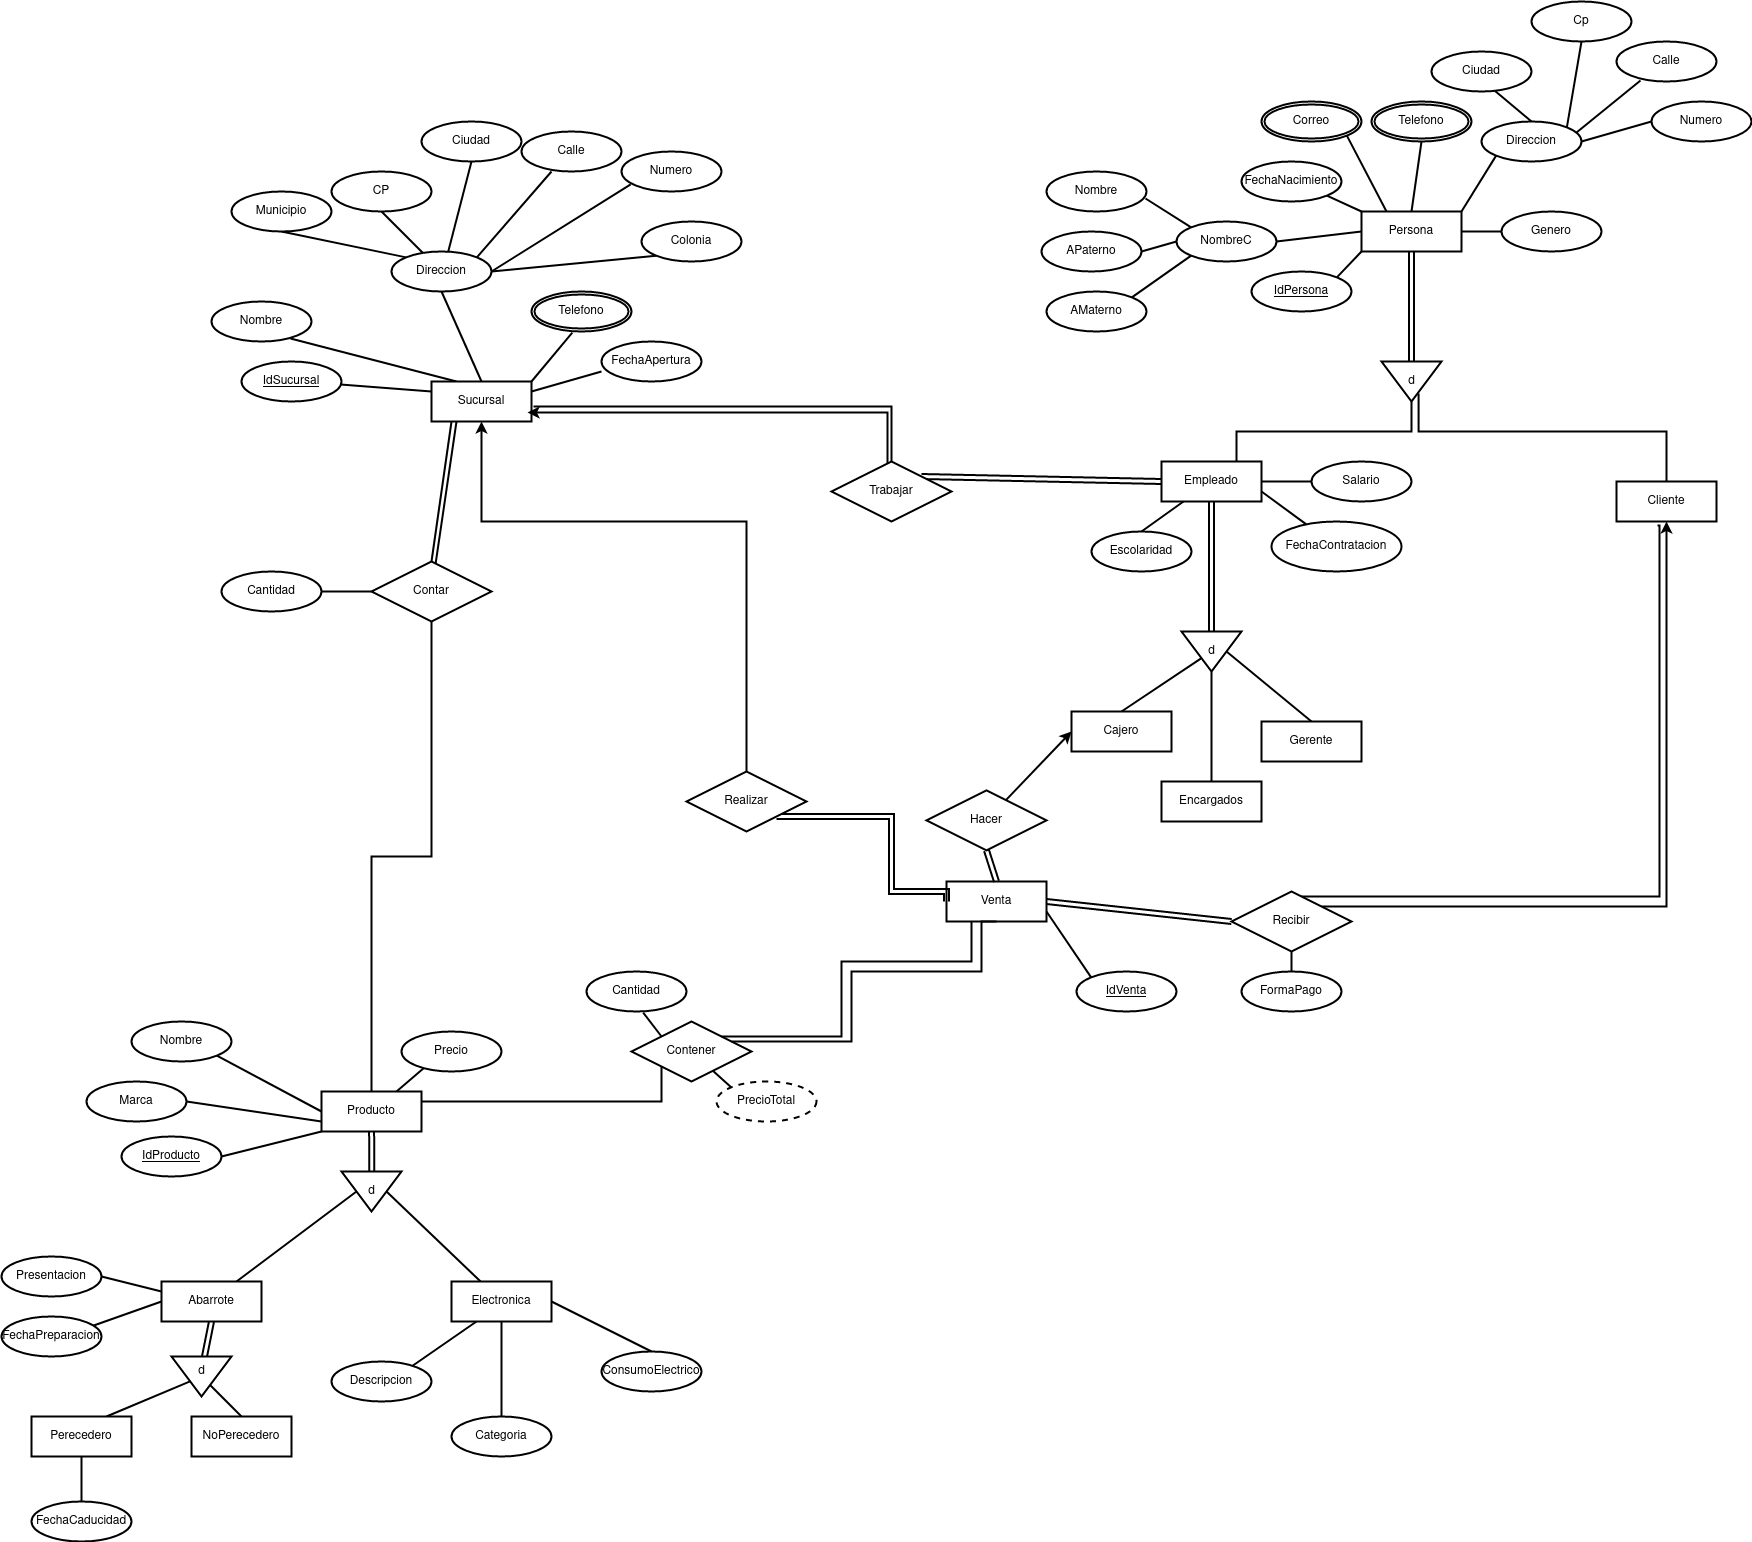 Cp
Ciudad
Calle
Correo
Telefono
Numero
Direccion
Ciudad
Calle
Numero
FechaNacimiento
CP
Nombre
Municipio
Persona
Genero
NombreC
Colonia
APaterno
Direccion
IdPersona
Telefono
AMaterno
Nombre
FechaApertura
IdSucursal
d
Sucursal
Empleado
Salario
Trabajar
Cliente
Escolaridad
FechaContratacion
Cantidad
Contar
d
Cajero
Gerente
Realizar
Encargados
Hacer
Venta
Recibir
Cantidad
IdVenta
FormaPago
Nombre
Precio
Contener
Marca
PrecioTotal
Producto
IdProducto
d
Presentacion
Abarrote
Electronica
FechaPreparacion
d
Descripcion
ConsumoElectrico
Perecedero
NoPerecedero
Categoria
FechaCaducidad